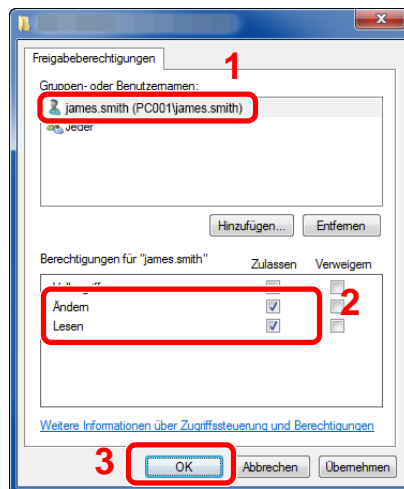 Freigabeberechtigungen
1
Gruppen- oder Benutzernamen:
james.smith (PC001\james.smith)
Jeder
Hinzufügen... Entfernen
Berechtigungen für "james.smith" Zulassen Verweigern
Ändern
2
Lesen
Weitere Informationen über Zugriffssteuerung und Berechtigungen
3 OK Abbrechen Übernehmen